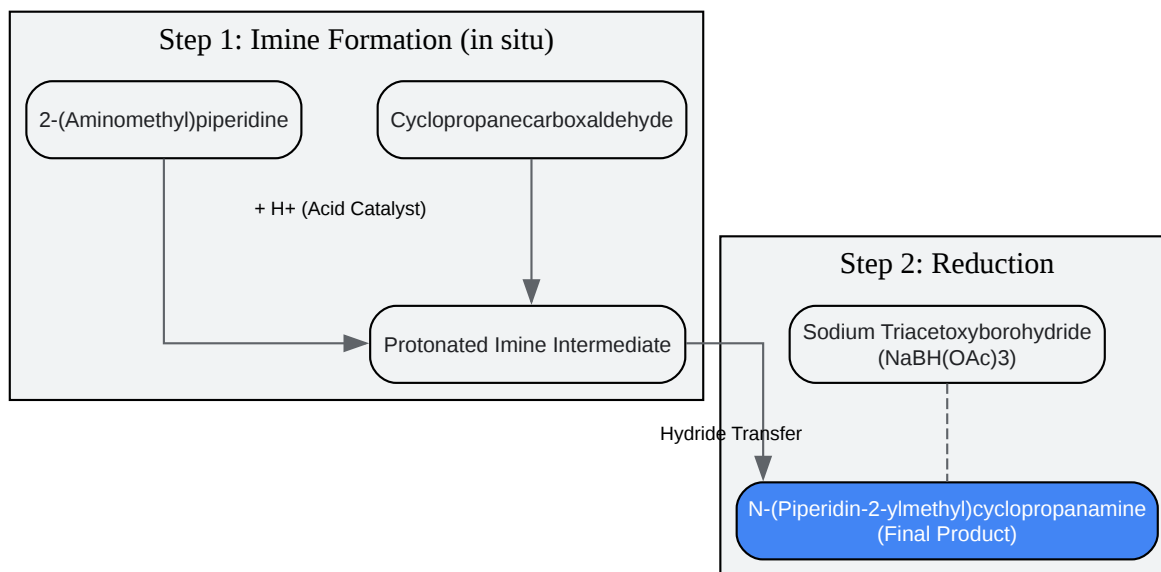 Step 1: Imine Formation (in situ)
2-(Aminomethyl)piperidine
Cyclopropanecarboxaldehyde
+ H+ (Acid Catalyst)
Protonated Imine Intermediate
Step 2: Reduction
Sodium Triacetoxyborohydride
(NaBH(OAc)3)
Hydride Transfer
N-(Piperidin-2-ylmethyl)cyclopropanamine
(Final Product)